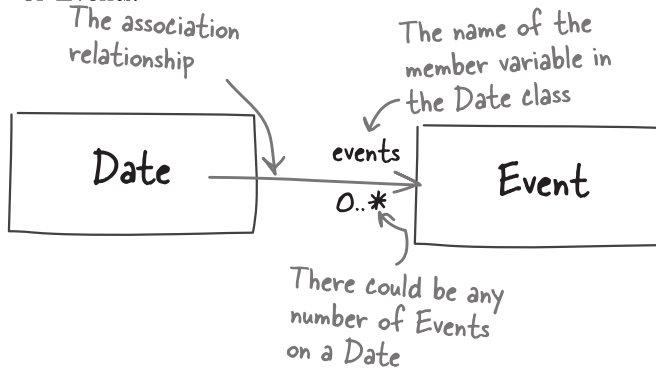 The association
relationship
The name of the
member variable in
the Date class
Date
events
0..*
Event
There could be any
number of Events
on a Date